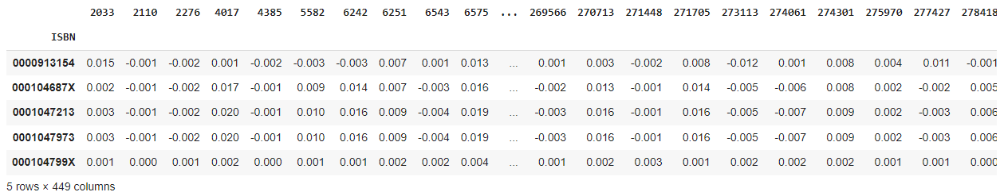 2033 2110 2276 4017 4385 5582 6242 6251 6543 6575 ... 269566 270713 271448 271705 273113 274061 274301 275970 277427 278418
ISBN
0000913154 0.015 -0.001 -0.002 0.001 -0.002 -0.003 -0.003 0.007 0.001 0.013 ... 0.001 0.003 -0.002 0.008 -0.012 0.001 0.008 0.004 0.011 -0.001
000104687X 0.002 -0.001 -0.002 0.017 -0.001 0.009 0.014 0.007 -0.003 0.016 ... -0.002 0.013 -0.001 0.014 -0.005 -0.006 0.008 0.002 -0.002 0.005
0001047213 0.003 -0.001 -0.002 0.020 -0.001 0.010 0.016 0.009 -0.004 0.019 ... -0.003 0.016 -0.001 0.016 -0.005 -0.007 0.009 0.002 -0.003 0.006
0001047973 0.003 -0.001 -0.002 0.020 -0.001 0.010 0.016 0.009 -0.004 0.019 ... -0.003 0.016 -0.001 0.016 -0.005 -0.007 0.009 0.002 -0.003 0.006
000104799X 0.001 0.000 0.001 0.002 0.000 0.001 0.001 0.002 0.002 0.004 ... 0.001 0.002 0.003 0.001 0.002 0.002 0.002 0.001 0.001 0.000
5 rows × 449 columns